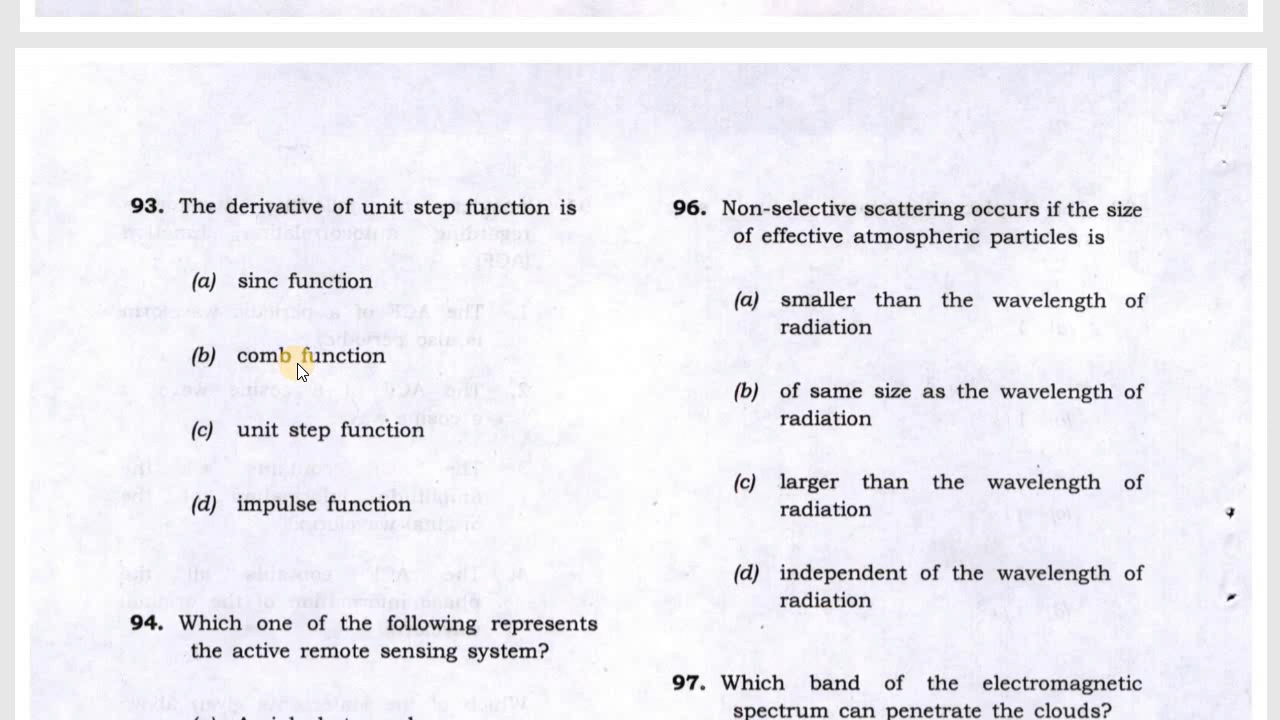 93. The derivative of unit step function is
(a) sinc function
(b) comb function
(c) unit step function
(d) impulse function
94. Which one of the following represents
the active remote sensing system?
96. Non-selective scattering occurs if the size
of effective atmospheric particles is
(a) smaller than the wavelength of
radiation
(b) of same size as the wavelength of
radiation
(c) larger than the wavelength of
radiation
(d) independent of the wavelength of
radiation
97. Which band of the electromagnetic
spectrum can penetrate the clouds?